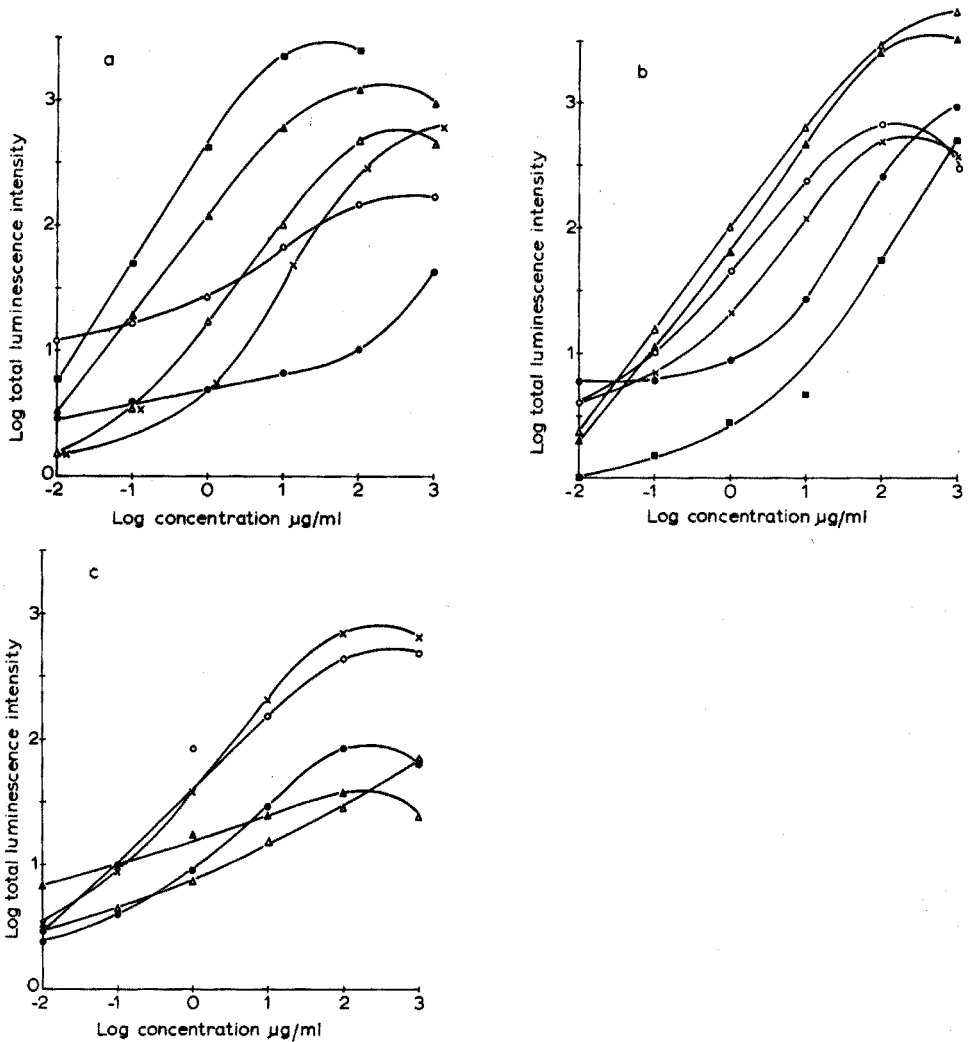 a
3
2
1
0
Log total luminescence intensity
-2 -1 0 1 2 3
Log concentration µg/ml
b
3
2
1
Log total luminescence intensity
-2 -1 0 1 2 3
Log concentration µg/ml
c
3
2
1
0
Log total luminescence intensity
-2 -1 0 1 2 3
Log concentration µg/ml